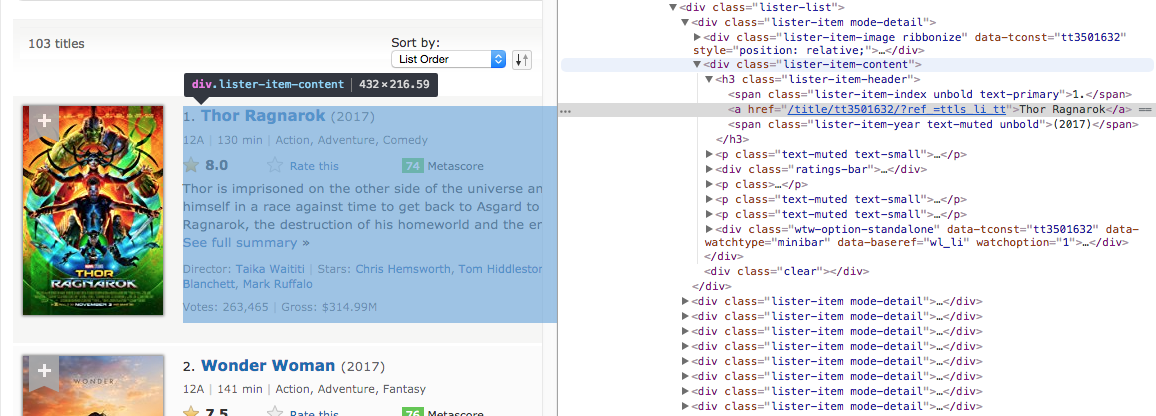 103 titles
Sort by:
List Order
div.lister-item-content | 432×216.59
1. Thor Ragnarok (2017)
12A | 130 min | Action, Adventure, Comedy
8.0 Rate this 74 Metascore
Thor is imprisoned on the other side of the universe an
himself in a race against time to get back to Asgard to
Ragnarok, the destruction of his homeworld and the er
See full summary »
Director: Taika Waititi | Stars: Chris Hemsworth, Tom Hiddleston
Blanchett, Mark Ruffalo
Votes: 263,465 | Gross: $314.99M
THOR
RAGNAROK
NOVEMBER 3
2. Wonder Woman (2017)
12A | 141 min | Action, Adventure, Fantasy
7.5 Rate this 76 Metascore
WONDER
<div class="lister-list">
<div class="lister-item mode-detail">
<div class="lister-item-image ribbonize" data-tconst="tt3501632"
style="position: relative;">…</div>
<div class="lister-item-content">
<h3 class="lister-item-header">
<span class="lister-item-index unbold text-primary">1.</span>
… <a href="/title/tt3501632/?ref_=ttls_li_tt">Thor Ragnarok</a> ==
<span class="lister-item-year text-muted unbold">(2017)</span>
</h3>
<p class="text-muted text-small">…</p>
<div class="ratings-bar">…</div>
<p class>…</p>
<p class="text-muted text-small">…</p>
<p class="text-muted text-small">…</p>
<div class="wtw-option-standalone" data-tconst="tt3501632" data-
watchtype="minibar" data-baseref="wl_li" watchoption="1">…</div>
</div>
<div class="clear"></div>
</div>
<div class="lister-item mode-detail">…</div>
<div class="lister-item mode-detail">…</div>
<div class="lister-item mode-detail">…</div>
<div class="lister-item mode-detail">…</div>
<div class="lister-item mode-detail">…</div>
<div class="lister-item mode-detail">…</div>
<div class="lister-item mode-detail">…</div>
<div class="lister-item mode-detail">…</div>